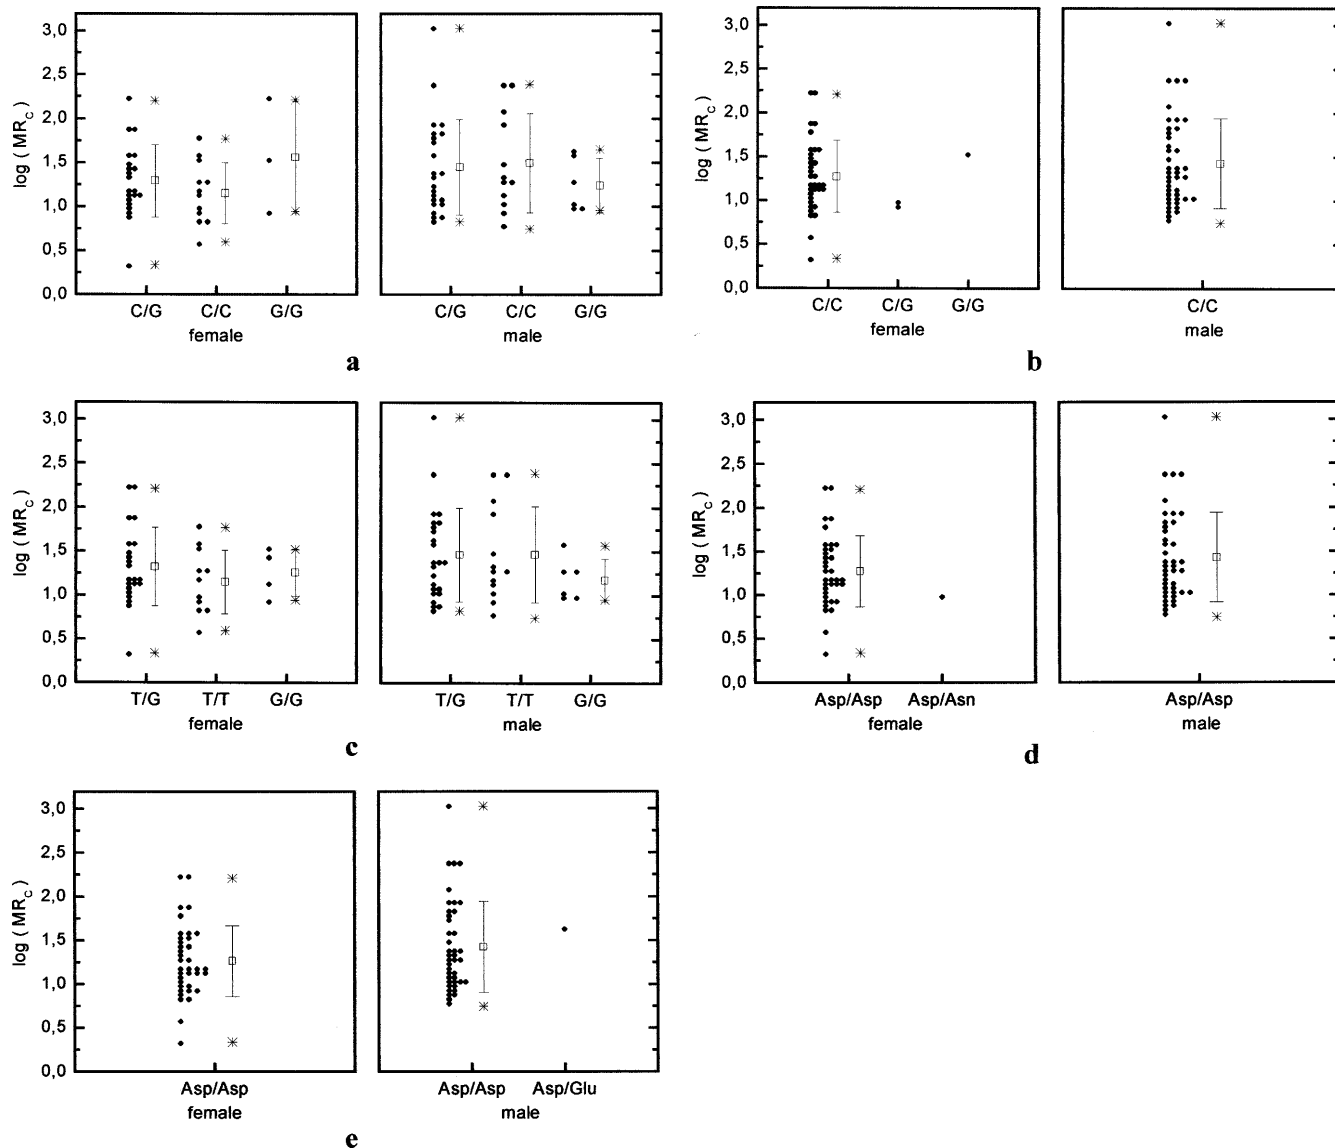 3,0
2,5
2,0
1,5
1,0
0,5
0,0
log ( MR_C )
C/G C/C G/G
female
C/G C/C G/G
male
a
3,0
2,5
2,0
1,5
1,0
0,5
0,0
log ( MR_C )
C/C C/G G/G
female
C/C
male
b
3,0
2,5
2,0
1,5
1,0
0,5
0,0
log ( MR_C )
T/G T/T G/G
female
T/G T/T G/G
male
c
3,0
2,5
2,0
1,5
1,0
0,5
0,0
log ( MR_C )
Asp/Asp Asp/Asn
female
Asp/Asp
male
d
3,0
2,5
2,0
1,5
1,0
0,5
0,0
log ( MR_C )
Asp/Asp
female
Asp/Asp Asp/Glu
male
e